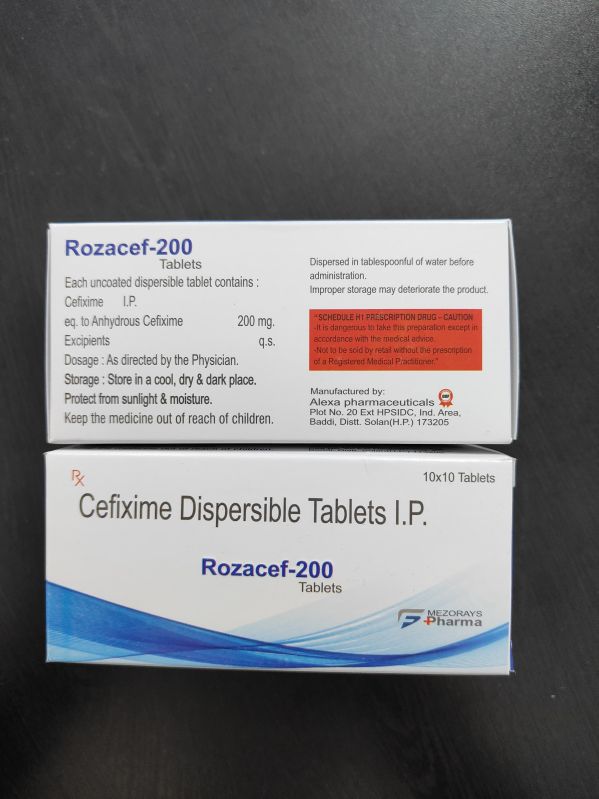 Rozacef-200
Tablets
Each uncoated dispersible tablet contains :
Cefixime I.P.
eq. to Anhydrous Cefixime 200 mg.
Excipients q.s.
Dosage : As directed by the Physician.
Storage : Store in a cool, dry & dark place.
Protect from sunlight & moisture.
Keep the medicine out of reach of children.
Dispersed in tablespoonful of water before
administration.
Improper storage may deteriorate the product.
"SCHEDULE H1 PRESCRIPTION DRUG – CAUTION
-It is dangerous to take this preparation except in
accordance with the medical advice.
-Not to be sold by retail without the prescription
of a Registered Medical Practitioner."
Manufactured by:
Alexa pharmaceuticals
Plot No. 20 Ext HPSIDC, Ind. Area,
Baddi, Distt. Solan(H.P.) 173205
Rx
10x10 Tablets
Cefixime Dispersible Tablets I.P.
Rozacef-200
Tablets
MEZORAYS
Pharma